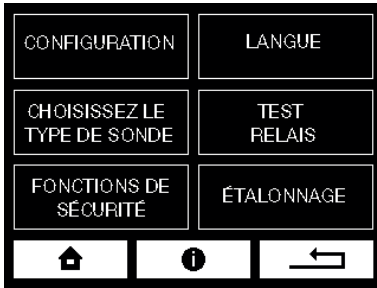 CONFIGURATION
LANGUE
CHOISISSEZ LE
TYPE DE SONDE
TEST
RELAIS
FONCTIONS DE
SÉCURITÉ
ÉTALONNAGE